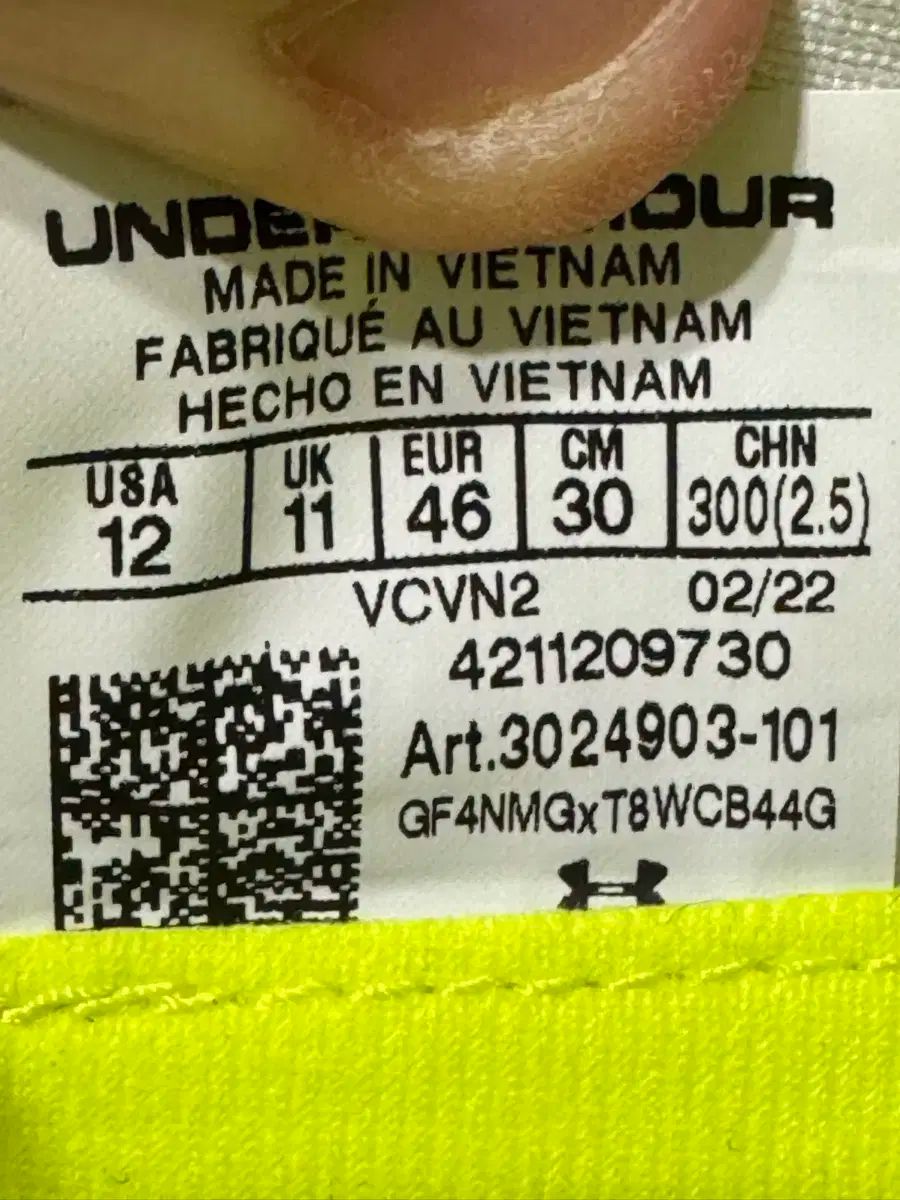 MADE IN VIETNAM
FABRIQUÉ AU VIETNAM
HECHO EN VIETNAM
USA UK EUR CM CHN
12 11 46 30 300(2.5)
VCVN2 02/22
4211209730
Art.3024903-101
GF4NMGxT8WCB44G